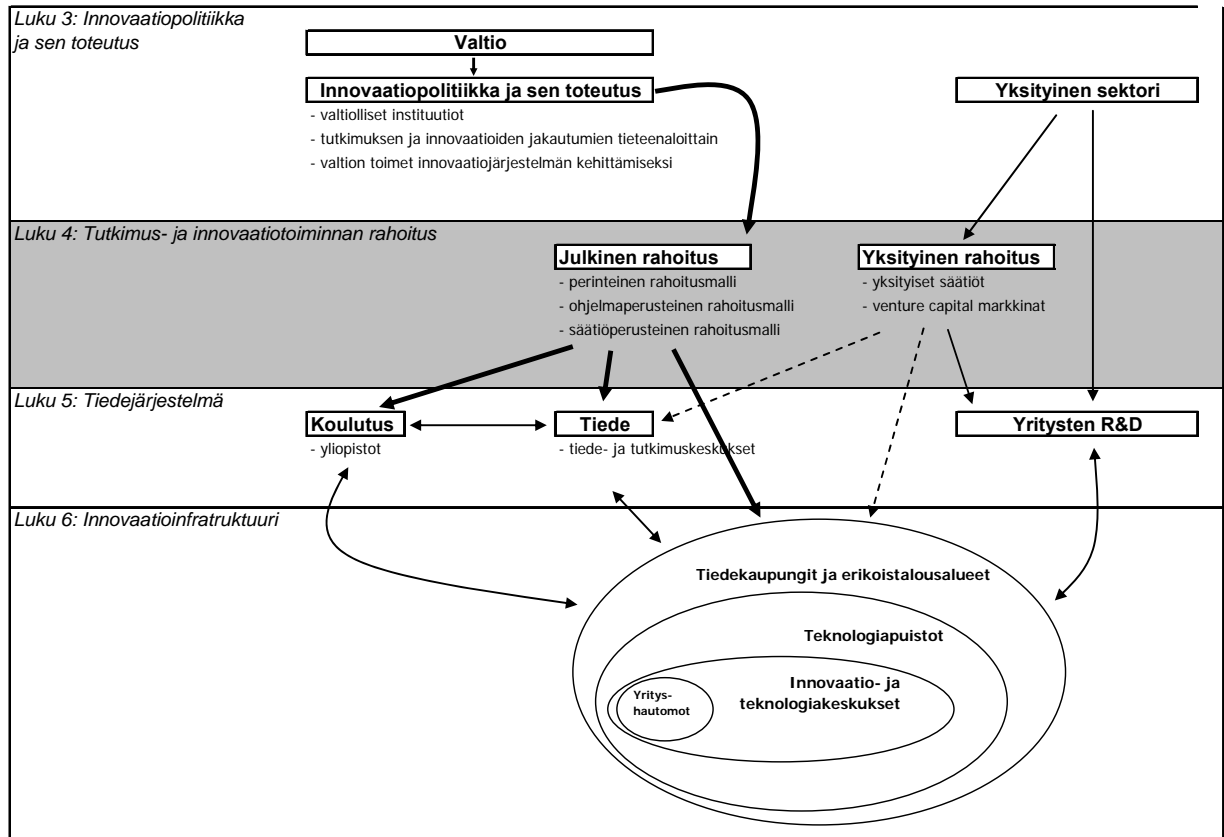 Luku 3: Innovaatiopolitiikka
ja sen toteutus
Valtio
Innovaatiopolitiikka ja sen toteutus
- valtiolliset instituutiot
- tutkimuksen ja innovaatioiden jakautumien tieteenaloittain
- valtion toimet innovaatiojärjestelmän kehittämiseksi
Yksityinen sektori
Luku 4: Tutkimus- ja innovaatiotoiminnan rahoitus
Julkinen rahoitus
- perinteinen rahoitusmalli
- ohjelmaperusteinen rahoitusmalli
- säätiöperusteinen rahoitusmalli
Yksityinen rahoitus
- yksityiset säätiöt
- venture capital markkinat
Luku 5: Tiedejärjestelmä
Koulutus
- yliopistot
Tiede
- tiede- ja tutkimuskeskukset
Yritysten R&D
Luku 6: Innovaatioinfratruktuuri
Tiedekaupungit ja erikoistalousalueet
Teknologiapuistot
Innovaatio- ja
teknologiakeskukset
Yritys-
hautomot